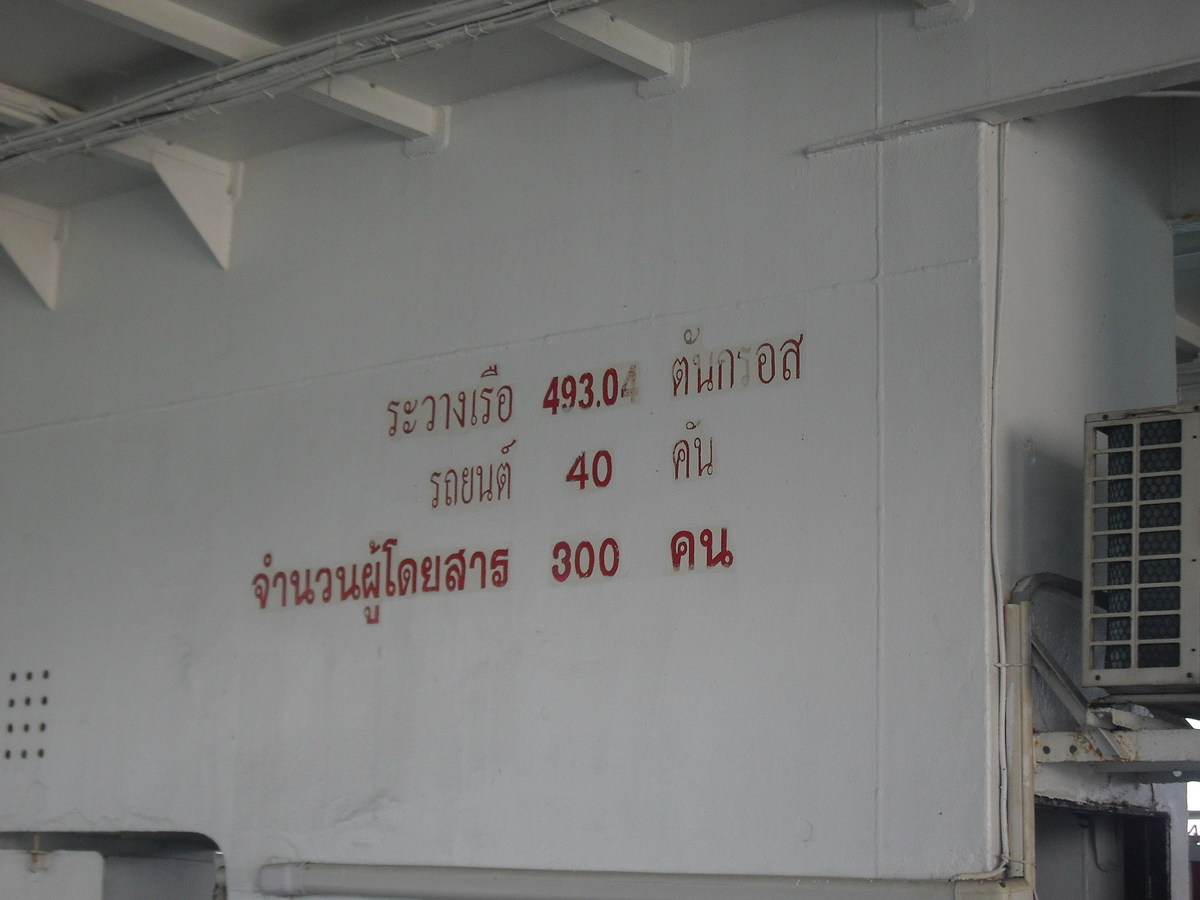 ระวางเรือ 493.04 ตันกรอส
รถยนต์ 40 คัน
จำนวนผู้โดยสาร 300 คน